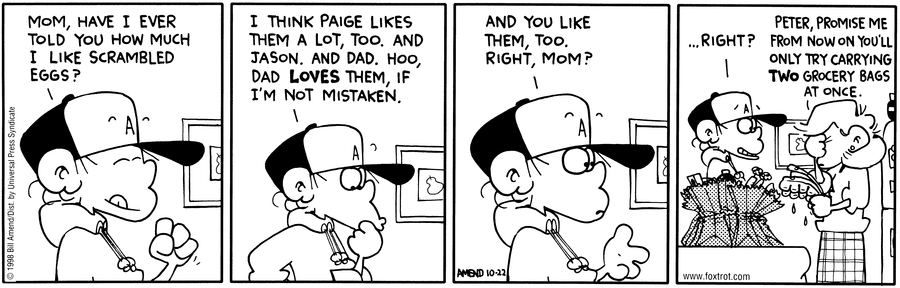 MOM, HAVE I EVER
TOLD YOU HOW MUCH
I LIKE SCRAMBLED
EGGS?
A
© 1998 Bill Amend/Dist. by Universal Press Syndicate
I THINK PAIGE LIKES
THEM A LOT, TOO. AND
JASON. AND DAD. HOO,
DAD LOVES THEM, IF
I'M NOT MISTAKEN.
A
AND YOU LIKE
THEM, TOO.
RIGHT, MOM?
A
AMEND 10-22
...RIGHT?
PETER, PROMISE ME
FROM NOW ON YOU'LL
ONLY TRY CARRYING
TWO GROCERY BAGS
AT ONCE.
A
www.foxtrot.com